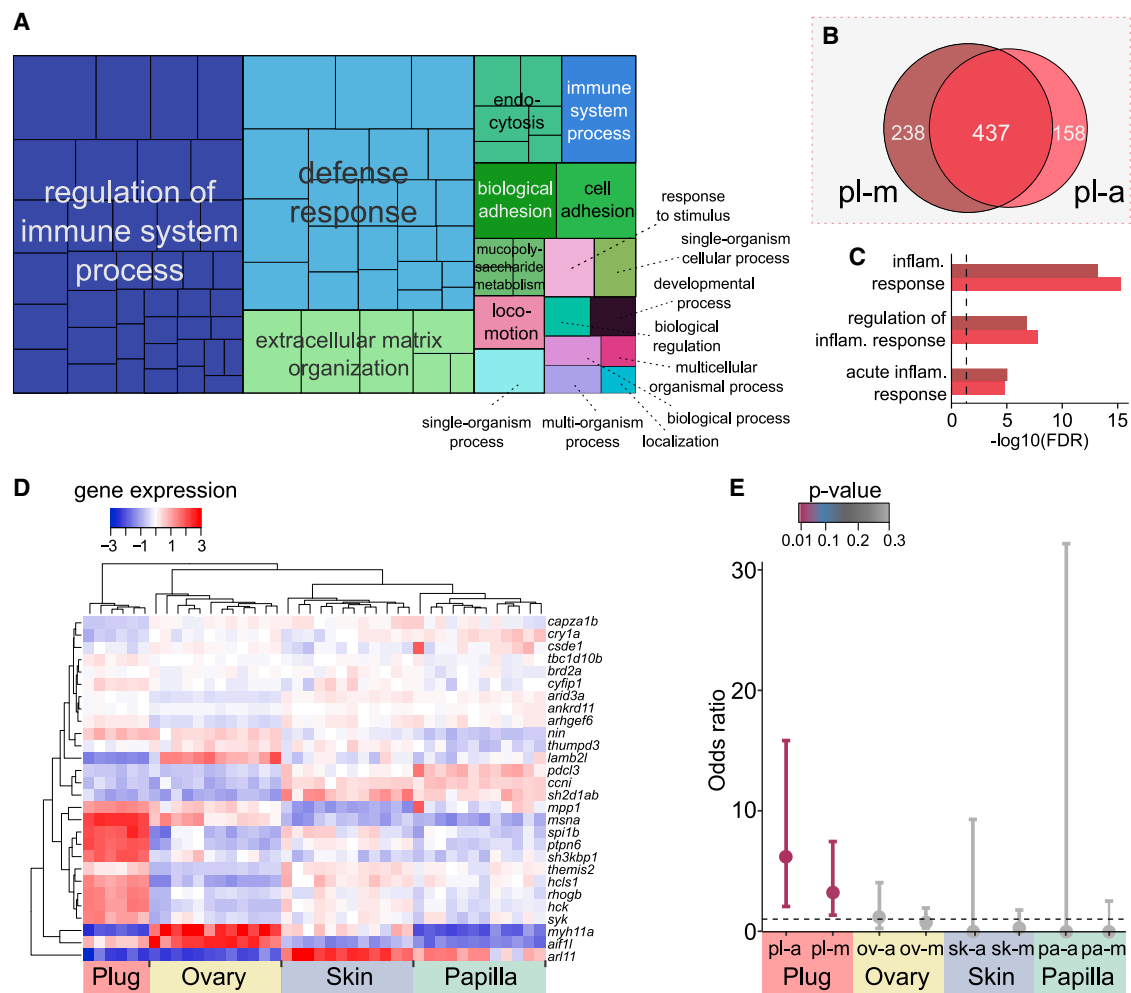 A
regulation of
immune system
process
defense
response
extracellular matrix
organization
endo-
cytosis
immune
system
process
biological
adhesion
cell
adhesion
mucopoly-
saccharide
metabolism
loco-
motion
response
to stimulus
single-organism
cellular process
developmental
process
biological
regulation
multicellular
organismal process
biological process
localization
multi-organism
process
single-organism
process
B
238
437
158
pl-m
pl-a
C
inflam.
response
regulation of
inflam. response
acute inflam.
response
0 5 10 15
-log10(FDR)
D
gene expression
−3 −1 1 3
capza1b
cry1a
csde1
tbc1d10b
brd2a
cyfip1
arid3a
ankrd11
arhgef6
nin
thumpd3
lamb2l
pdcl3
ccni
sh2d1ab
mpp1
msna
spi1b
ptpn6
sh3kbp1
themis2
hcls1
rhogb
hck
syk
myh11a
aif1l
arl11
Plug Ovary Skin Papilla
E
p-value
0.01 0.1 0.2 0.3
Odds ratio
30
20
10
0
pl-a pl-m ov-a ov-m sk-a sk-m pa-a pa-m
Plug Ovary Skin Papilla